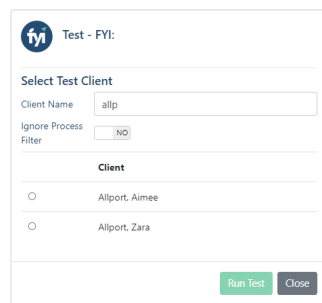 fyi Test - FYI:
Select Test Client
Client Name allp
Ignore Process
Filter NO
Client
Allport, Aimee
Allport, Zara
Run Test Close